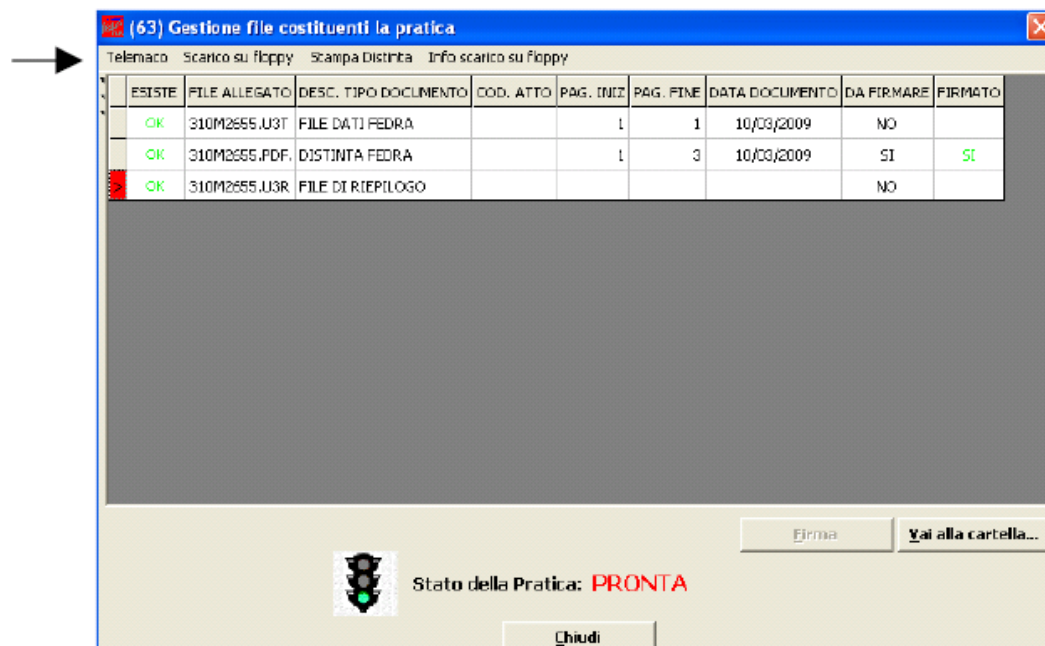 (63) Gestione file costituenti la pratica
Telemaco Scarico su floppy Stampa Distinta Info scarico su floppy
ESISTE FILE ALLEGATO DESC. TIPO DOCUMENTO COD. ATTO PAG. INIZ PAG. FINE DATA DOCUMENTO DA FIRMARE FIRMATO
OK 310M2655.U3T FILE DATI FEDRA 1 1 10/03/2009 NO
OK 310M2655.PDF. DISTINTA FEDRA 1 3 10/03/2009 SI SI
> OK 310M2655.U3R FILE DI RIEPILOGO NO
Firma Vai alla cartella...
Stato della Pratica: PRONTA
Chiudi